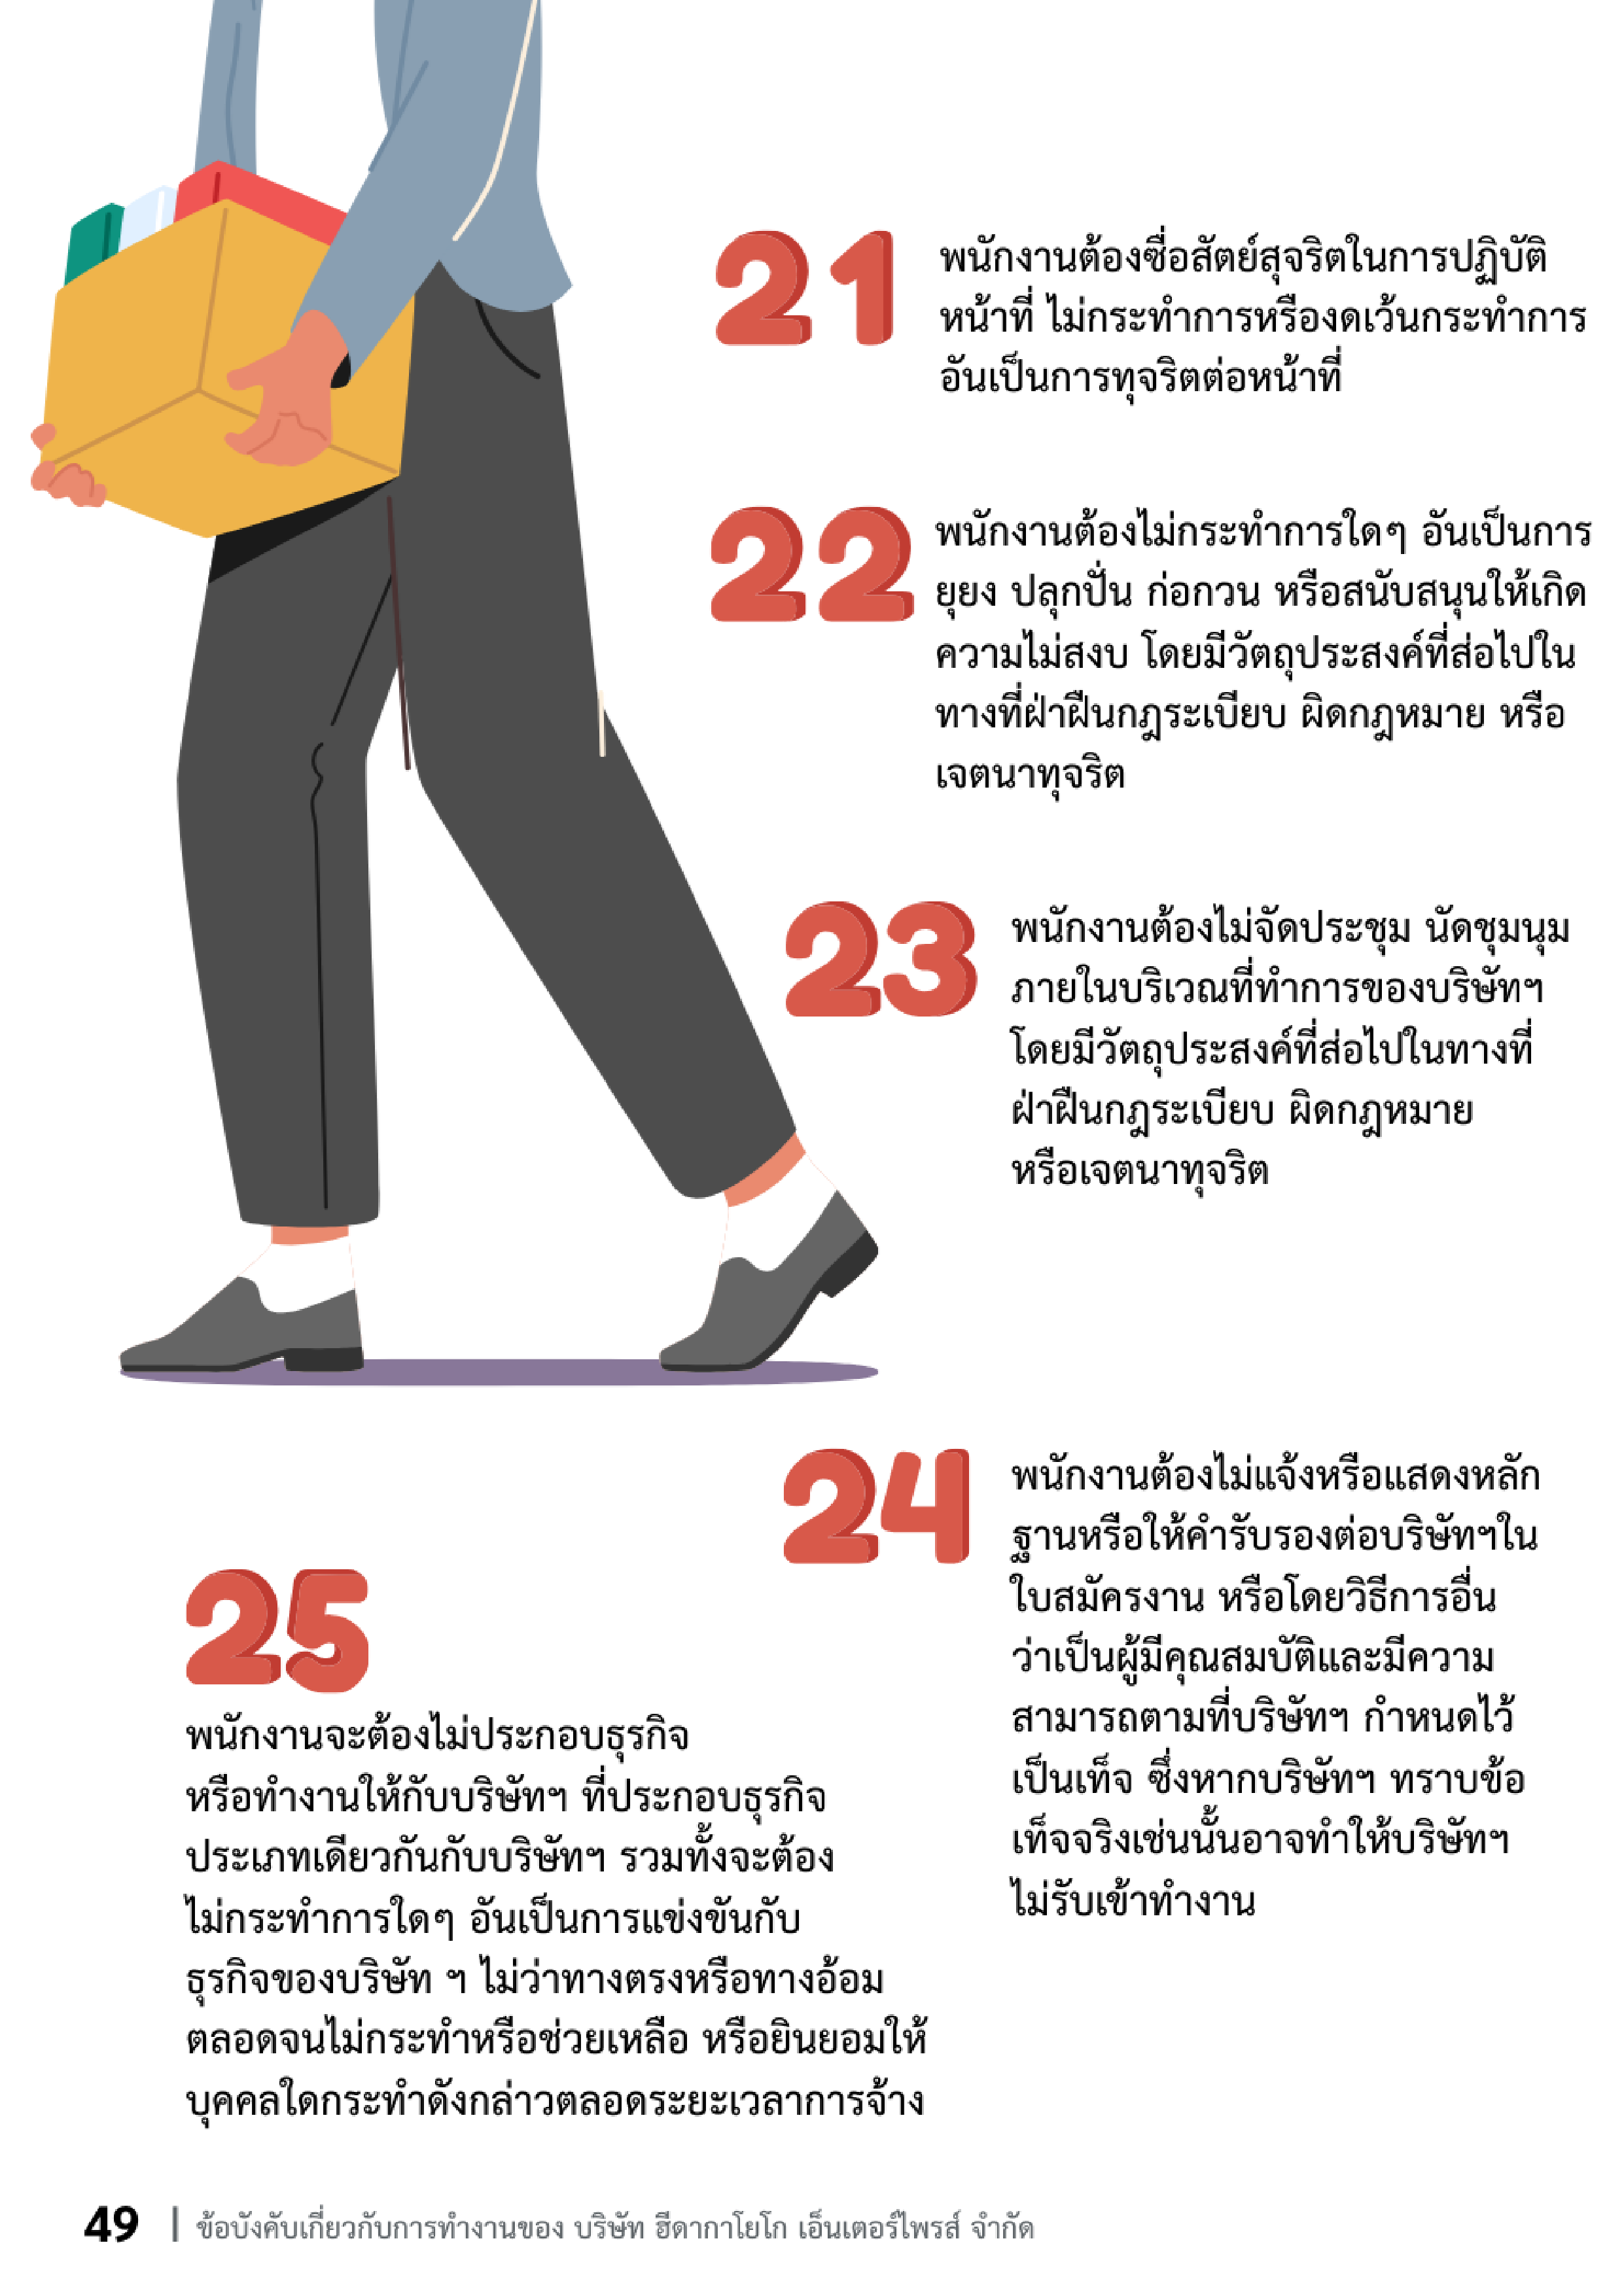 21
พนักงานต้องซื่อสัตย์สุจริตในการปฏิบัติ
หน้าที่ ไม่กระทำการหรืองดเว้นกระทำการ
อันเป็นการทุจริตต่อหน้าที่
22
พนักงานต้องไม่กระทำการใดๆ อันเป็นการ
ยุยง ปลุกปั่น ก่อกวน หรือสนับสนุนให้เกิด
ความไม่สงบ โดยมีวัตถุประสงค์ที่ส่อไปใน
ทางที่ฝ่าฝืนกฎระเบียบ ผิดกฎหมาย หรือ
เจตนาทุจริต
23
พนักงานต้องไม่จัดประชุม นัดชุมนุม
ภายในบริเวณที่ทำการของบริษัทฯ
โดยมีวัตถุประสงค์ที่ส่อไปในทางที่
ฝ่าฝืนกฎระเบียบ ผิดกฎหมาย
หรือเจตนาทุจริต
24
พนักงานต้องไม่แจ้งหรือแสดงหลัก
ฐานหรือให้คำรับรองต่อบริษัทฯใน
ใบสมัครงาน หรือโดยวิธีการอื่น
ว่าเป็นผู้มีคุณสมบัติและมีความ
สามารถตามที่บริษัทฯ กำหนดไว้
เป็นเท็จ ซึ่งหากบริษัทฯ ทราบข้อ
เท็จจริงเช่นนั้นอาจทำให้บริษัทฯ
ไม่รับเข้าทำงาน
25
พนักงานจะต้องไม่ประกอบธุรกิจ
หรือทำงานให้กับบริษัทฯ ที่ประกอบธุรกิจ
ประเภทเดียวกันกับบริษัทฯ รวมทั้งจะต้อง
ไม่กระทำการใดๆ อันเป็นการแข่งขันกับ
ธุรกิจของบริษัท ฯ ไม่ว่าทางตรงหรือทางอ้อม
ตลอดจนไม่กระทำหรือช่วยเหลือ หรือยินยอมให้
บุคคลใดกระทำดังกล่าวตลอดระยะเวลาการจ้าง
49 | ข้อบังคับเกี่ยวกับการทำงานของ บริษัท ฮีดากาโยโก เอ็นเตอร์ไพรส์ จำกัด